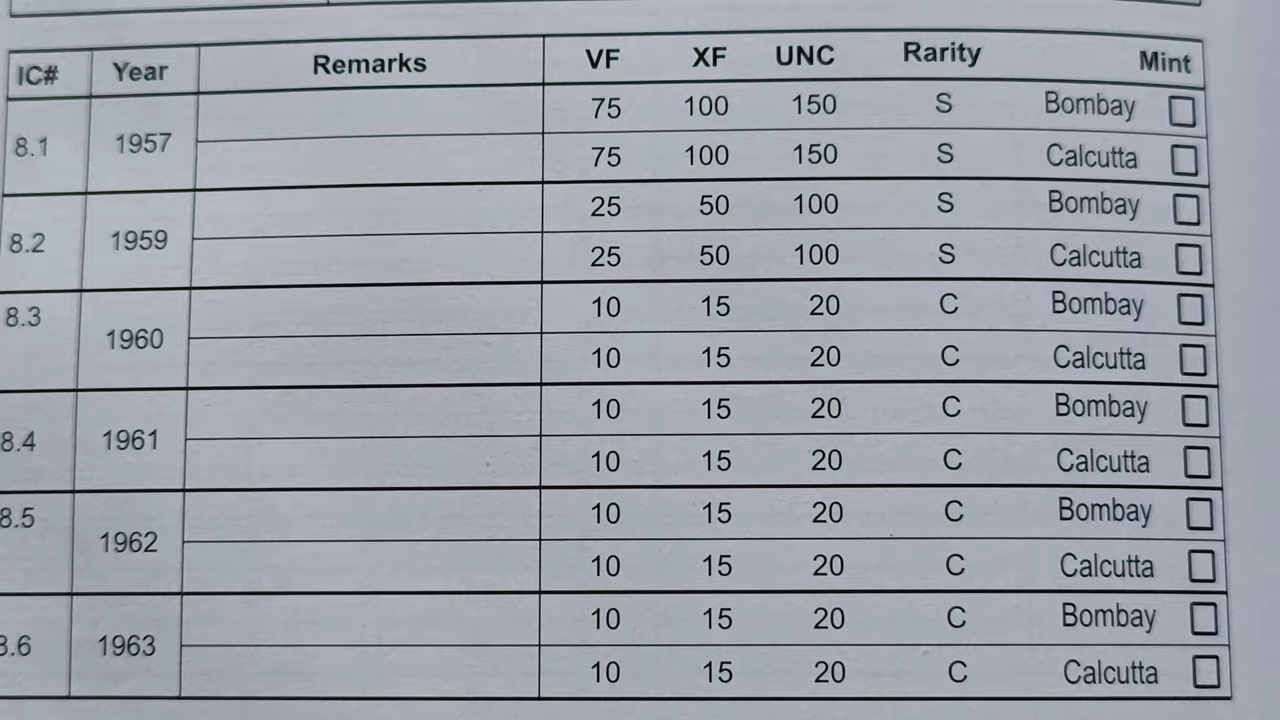 IC# Year Remarks VF XF UNC Rarity Mint
75 100 150 S Bombay
8.1 1957
75 100 150 S Calcutta
25 50 100 S Bombay
8.2 1959
25 50 100 S Calcutta
8.3 10 15 20 C Bombay
1960
10 15 20 C Calcutta
10 15 20 C Bombay
8.4 1961
10 15 20 C Calcutta
8.5 10 15 20 C Bombay
1962
10 15 20 C Calcutta
10 15 20 C Bombay
8.6 1963
10 15 20 C Calcutta